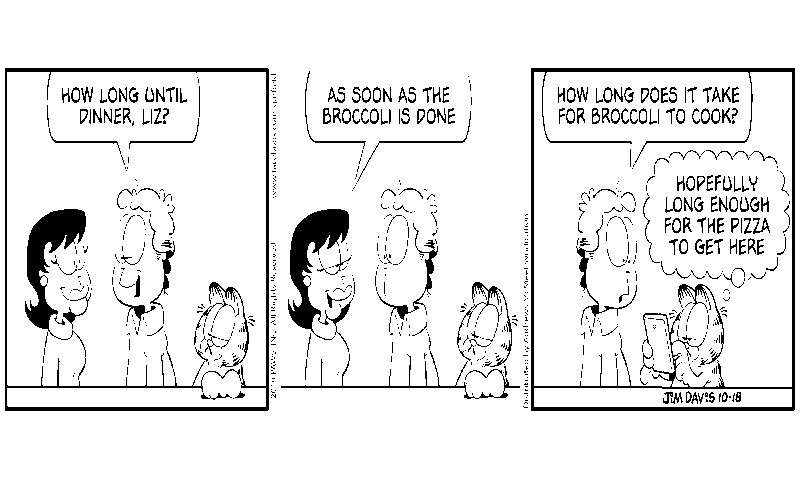 HOW LONG UNTIL
DINNER, LIZ?
AS SOON AS THE
BROCCOLI IS DONE
HOW LONG DOES IT TAKE
FOR BROCCOLI TO COOK?
HOPEFULLY
LONG ENOUGH
FOR THE PIZZA
TO GET HERE
JIM DAVIS 10-18